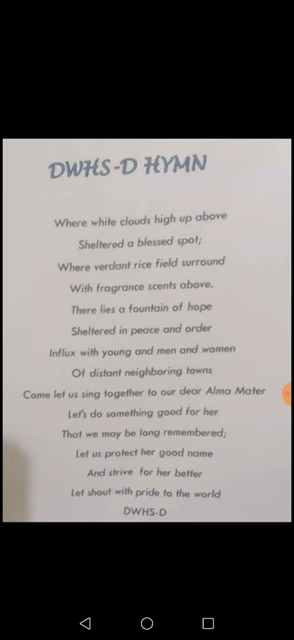 DWHS-D HYMN
Where white clouds high up above
Sheltered a blessed spot;
Where verdant rice field surround
With fragrance scents above.
There lies a fountain of hope
Sheltered in peace and order
Influx with young and men and women
Of distant neighboring towns
Come let us sing together to our dear Alma Mater
Let's do something good for her
That we may be long remembered;
Let us protect her good name
And strive for her better
Let shout with pride to the world
DWHS-D